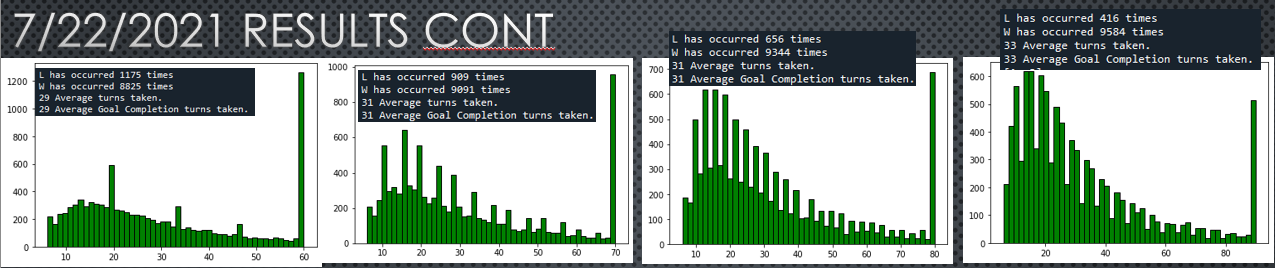 7/22/2021 RESULTS CONT
L has occurred 1175 times
W has occurred 8825 times
29 Average turns taken.
29 Average Goal Completion turns taken.
1200
1000
800
600
400
200
0
10 20 30 40 50 60
L has occurred 909 times
W has occurred 9091 times
31 Average turns taken.
31 Average Goal Completion turns taken.
1000
800
600
400
200
0
10 20 30 40 50 60 70
L has occurred 656 times
W has occurred 9344 times
31 Average turns taken.
31 Average Goal Completion turns taken.
700
600
500
400
300
200
100
0
10 20 30 40 50 60 70 80
L has occurred 416 times
W has occurred 9584 times
33 Average turns taken.
33 Average Goal Completion turns taken.
600
500
400
300
200
100
0
20 40 60 80